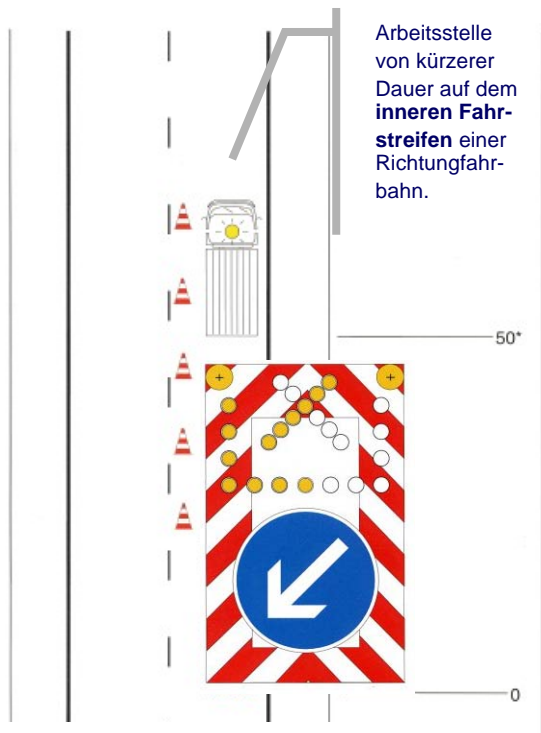 Arbeitsstelle
von kürzerer
Dauer auf dem
inneren Fahr-
streifen einer
Richtungfahr-
bahn.
50*
0